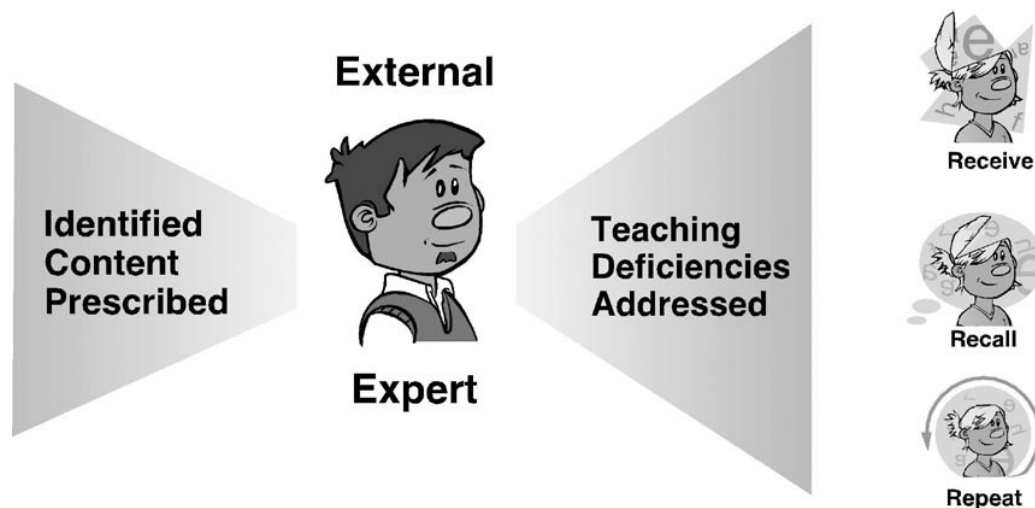 External
Identified
Content
Prescribed
Expert
Teaching
Deficiencies
Addressed
Receive
Recall
Repeat